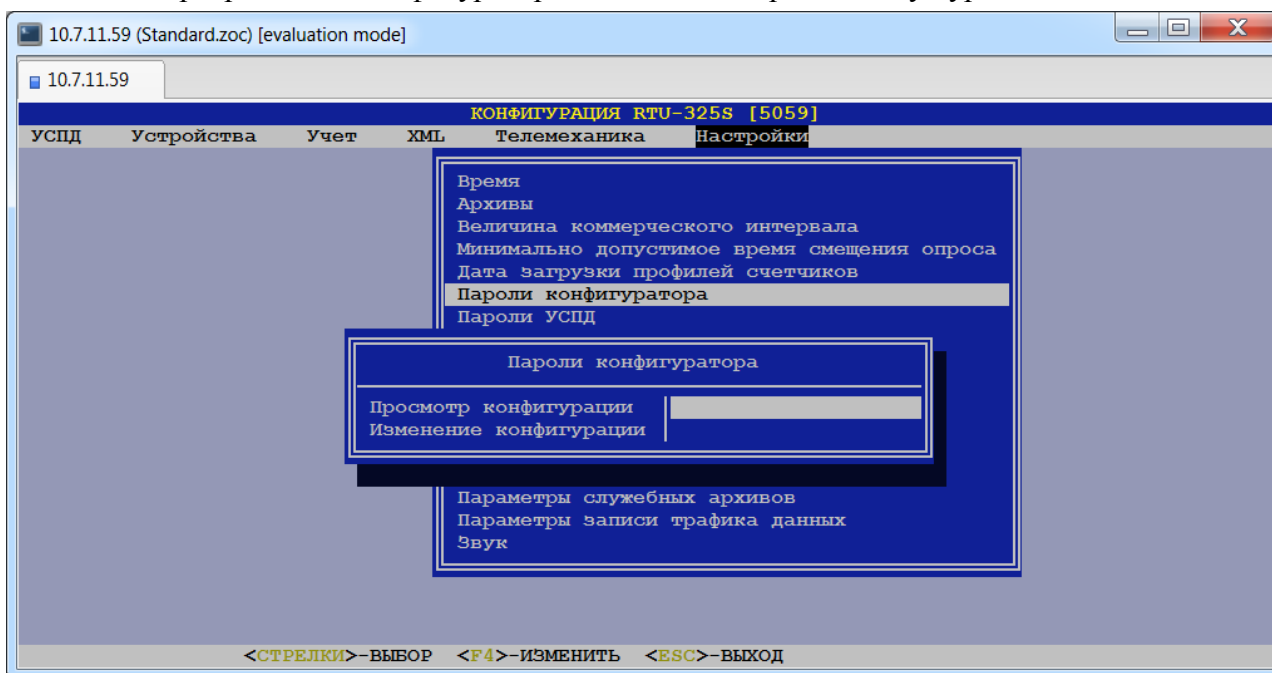 10.7.11.59 (Standard.zoc) [evaluation mode]
10.7.11.59
КОНФИГУРАЦИЯ RTU-325S [5059]
УСПД Устройства Учет XML Телемеханика Настройки
Время
Архивы
Величина коммерческого интервала
Минимально допустимое время смещения опроса
Дата загрузки профилей счетчиков
Пароли конфигуратора
Пароли УСПД
Пароли конфигуратора
Просмотр конфигурации
Изменение конфигурации
Параметры служебных архивов
Параметры записи трафика данных
Звук
<СТРЕЛКИ>-ВЫБОР <F4>-ИЗМЕНИТЬ <ESC>-ВЫХОД